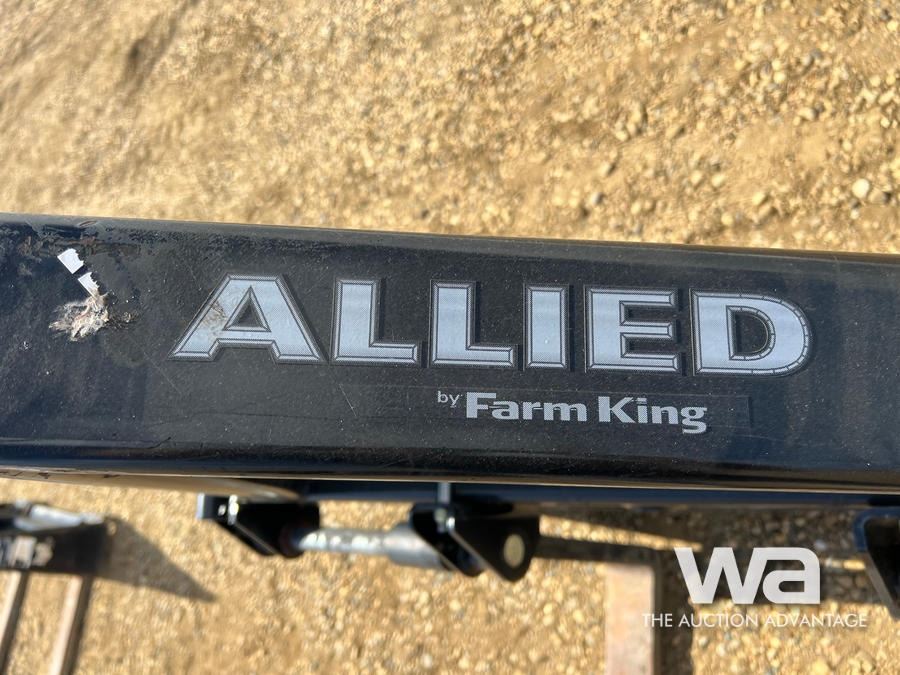 ALLIED
by Farm King
wa
THE AUCTION ADVANTAGE